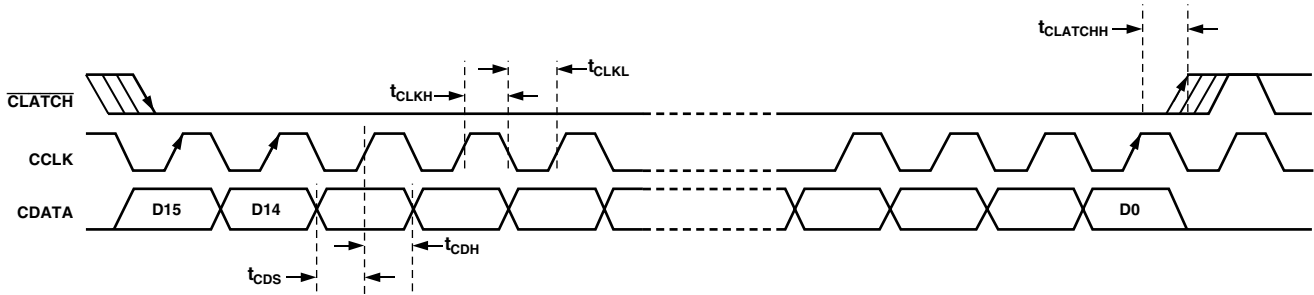 tCLATCHH
tCLKL
tCLKH
CLATCH
CCLK
CDATA
D15
D14
D0
tCDH
tCDS